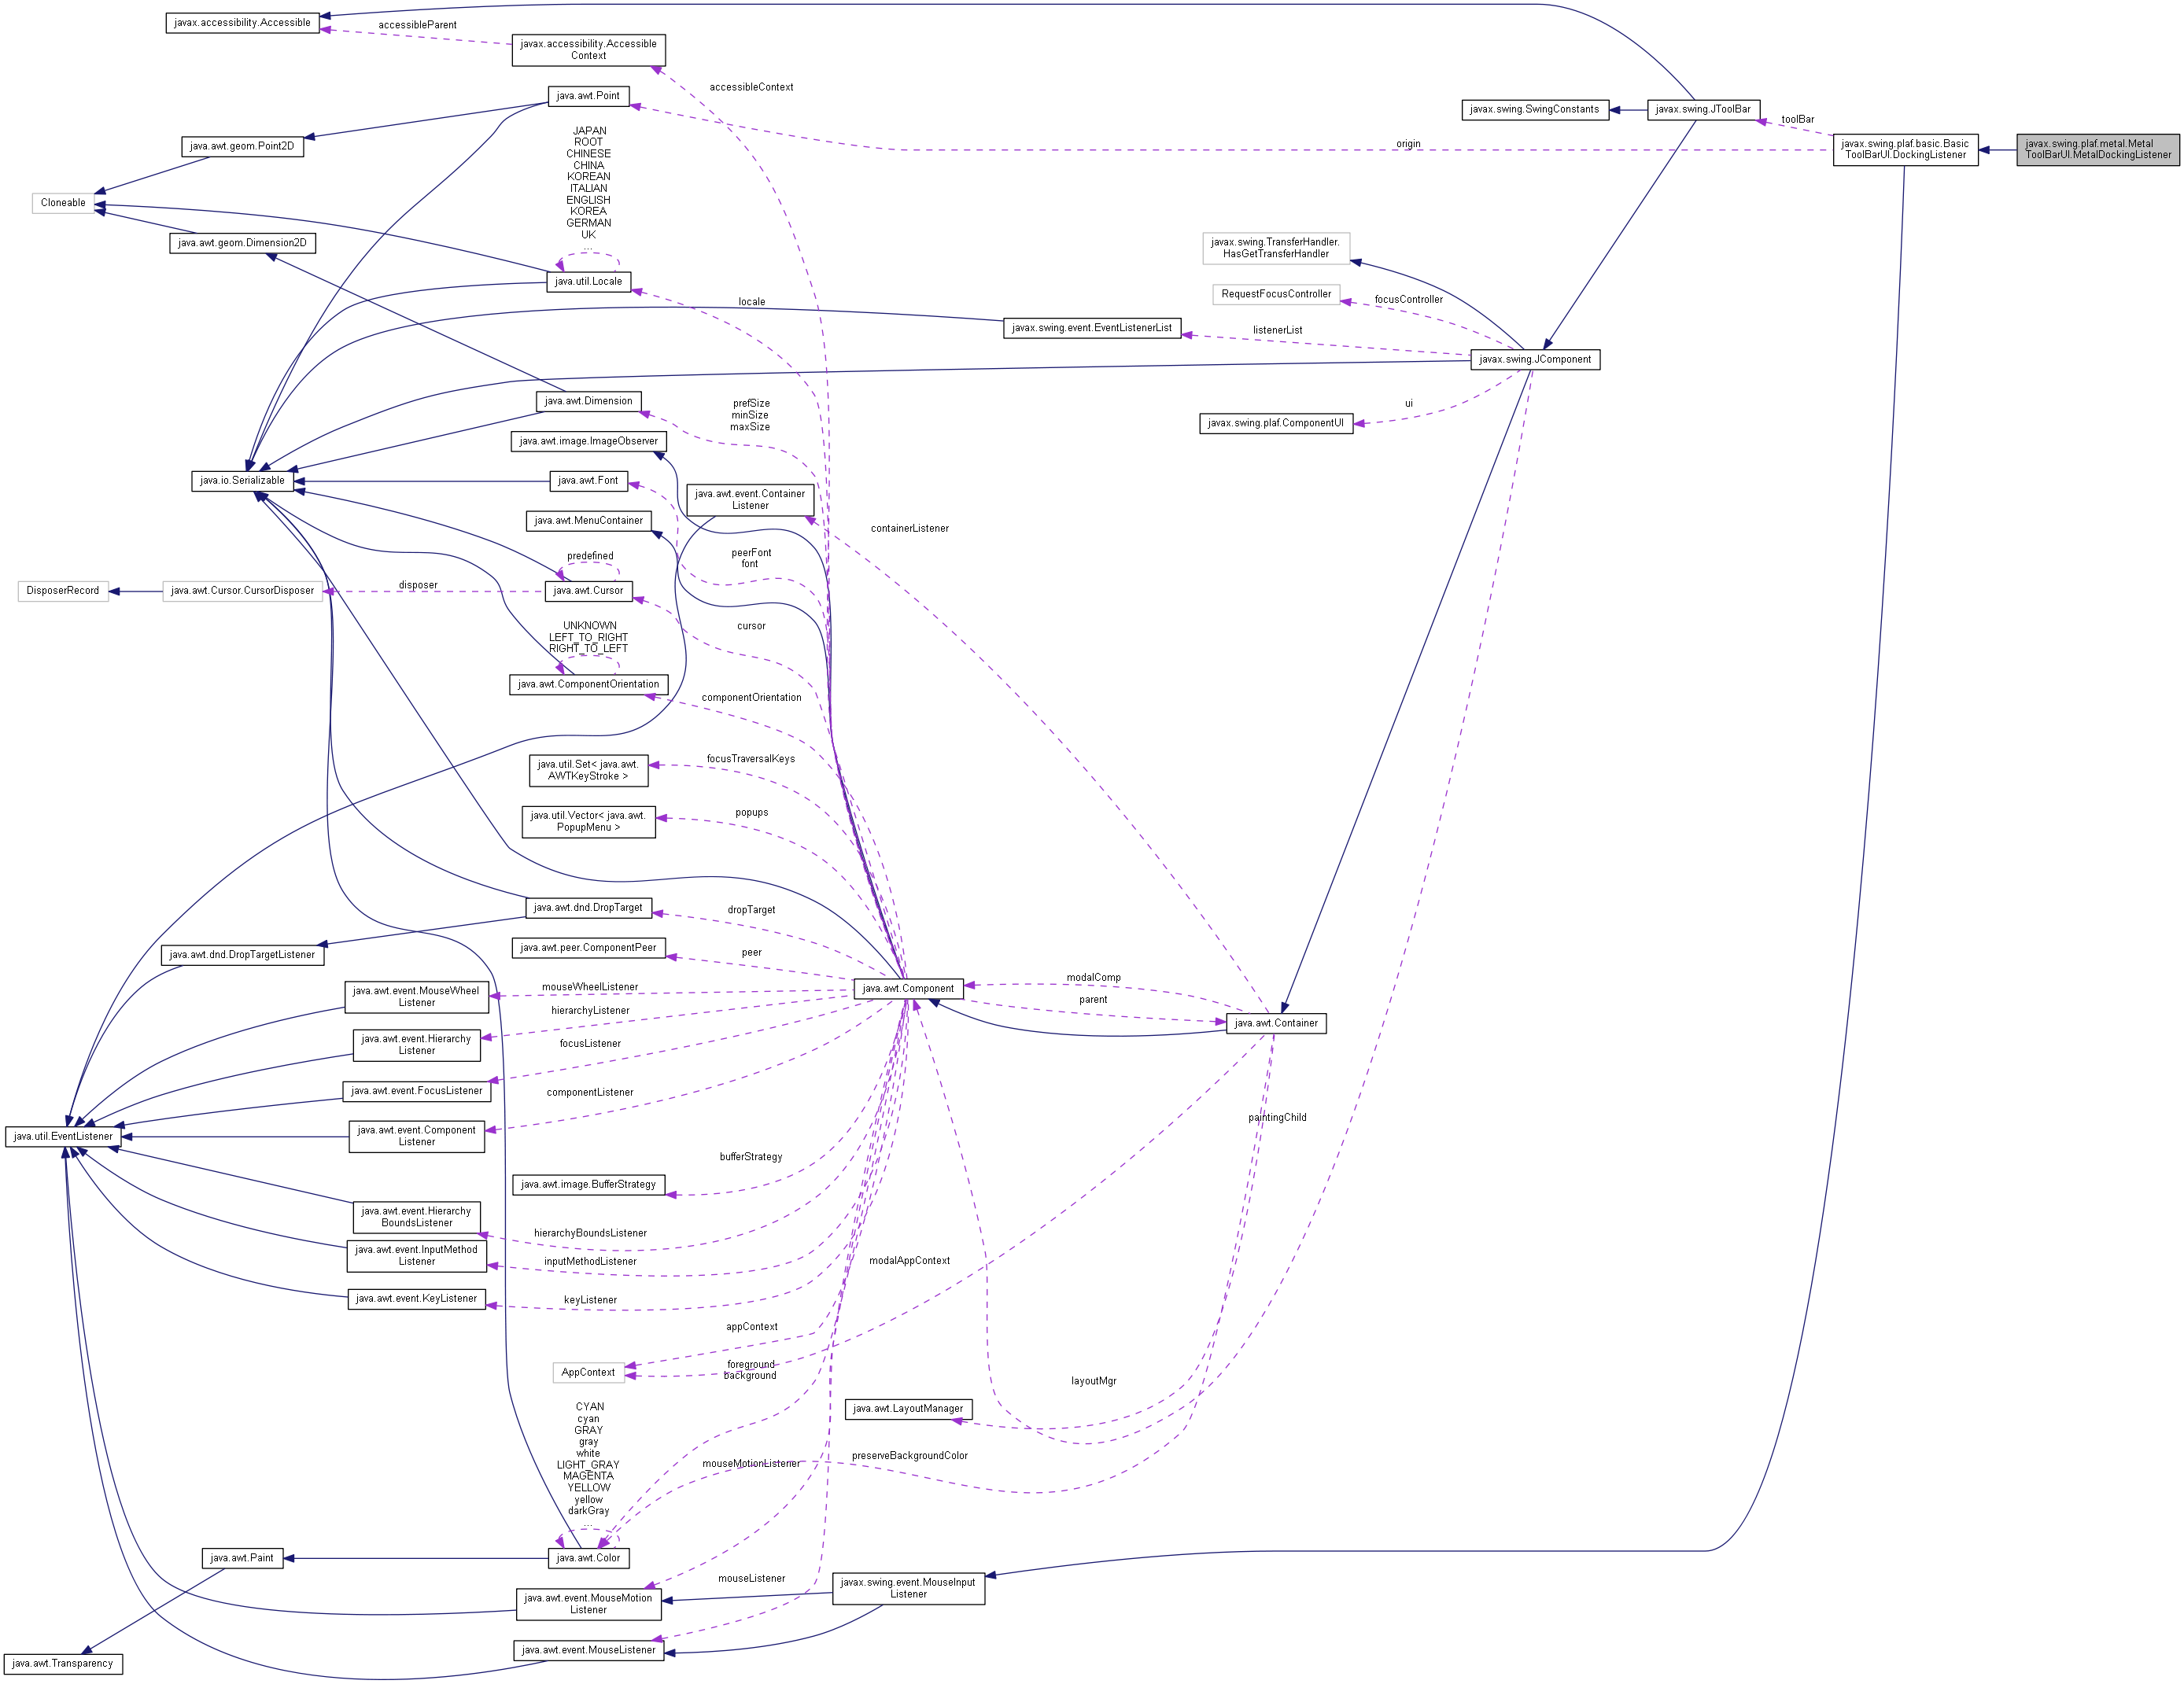 javax.accessibility.Accessible
accessibleParent
javax.accessibility.Accessible
Context
accessibleContext
java.awt.Point
javax.swing.SwingConstants
javax.swing.JToolBar
toolBar
origin
javax.swing.plaf.basic.Basic
ToolBarUI.DockingListener
javax.swing.plaf.metal.Metal
ToolBarUI.MetalDockingListener
java.awt.geom.Point2D
JAPAN
ROOT
CHINESE
CHINA
KOREAN
ITALIAN
ENGLISH
KOREA
GERMAN
UK
...
Cloneable
java.awt.geom.Dimension2D
java.util.Locale
javax.swing.TransferHandler.
HasGetTransferHandler
RequestFocusController
focusController
locale
javax.swing.event.EventListenerList
listenerList
javax.swing.JComponent
java.awt.Dimension
prefSize
minSize
maxSize
ui
javax.swing.plaf.ComponentUI
java.awt.image.ImageObserver
java.io.Serializable
java.awt.Font
java.awt.event.Container
Listener
java.awt.MenuContainer
containerListener
peerFont
font
predefined
DisposerRecord
java.awt.Cursor.CursorDisposer
disposer
java.awt.Cursor
cursor
UNKNOWN
LEFT_TO_RIGHT
RIGHT_TO_LEFT
java.awt.ComponentOrientation
componentOrientation
java.util.Set< java.awt.
AWTKeyStroke >
focusTraversalKeys
java.util.Vector< java.awt.
PopupMenu >
popups
java.awt.dnd.DropTarget
dropTarget
java.awt.dnd.DropTargetListener
java.awt.peer.ComponentPeer
peer
java.awt.event.MouseWheel
Listener
mouseWheelListener
java.awt.Component
modalComp
parent
java.awt.Container
hierarchyListener
java.awt.event.Hierarchy
Listener
focusListener
java.awt.event.FocusListener
componentListener
java.util.EventListener
java.awt.event.Component
Listener
paintingChild
bufferStrategy
java.awt.image.BufferStrategy
java.awt.event.Hierarchy
BoundsListener
hierarchyBoundsListener
java.awt.event.InputMethod
Listener
inputMethodListener
modalAppContext
java.awt.event.KeyListener
keyListener
appContext
AppContext
foreground
background
layoutMgr
java.awt.LayoutManager
CYAN
cyan
GRAY
gray
white
LIGHT_GRAY
MAGENTA
YELLOW
yellow
darkGray
...
mouseMotionListener
preserveBackgroundColor
java.awt.Paint
java.awt.Color
mouseListener
javax.swing.event.MouseInput
Listener
java.awt.event.MouseMotion
Listener
java.awt.event.MouseListener
java.awt.Transparency